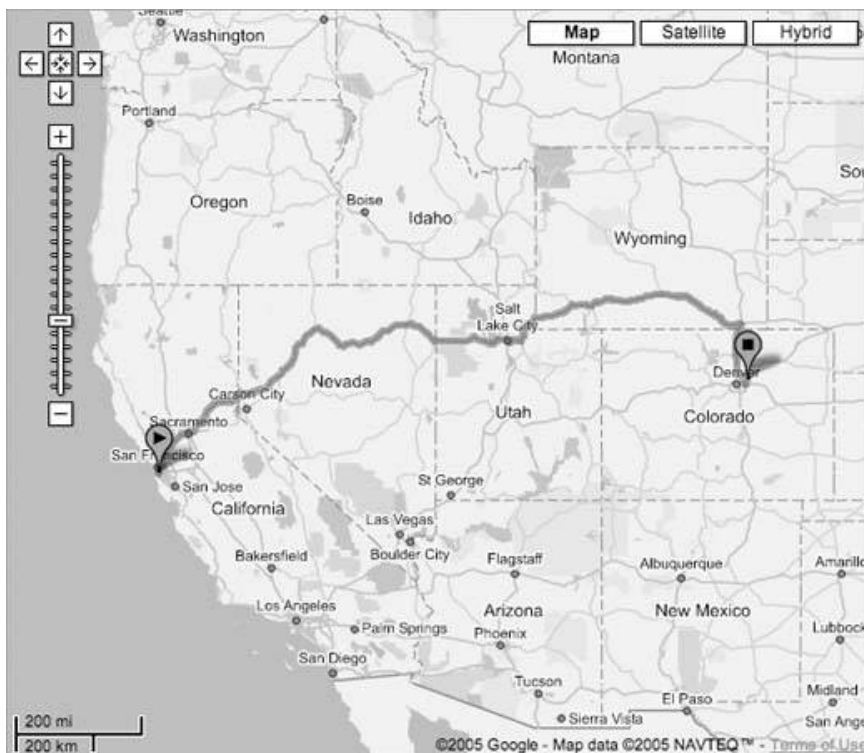 Seattle
Washington
Map
Satellite
Hybrid
Montana
Portland
Oregon
Boise
Idaho
Wyoming
Salt
Lake City
Nevada
Carson City
Utah
Denver
Colorado
Sacramento
San Francisco
San Jose
California
St George
Las Vegas
Boulder City
Bakersfield
Flagstaff
Albuquerque
Amarillo
Los Angeles
Palm Springs
Arizona
New Mexico
Phoenix
Lubbock
San Diego
Tucson
El Paso
Midland
Sierra Vista
San Ange
200 mi
200 km
©2005 Google - Map data ©2005 NAVTEQ™ - Terms of Use